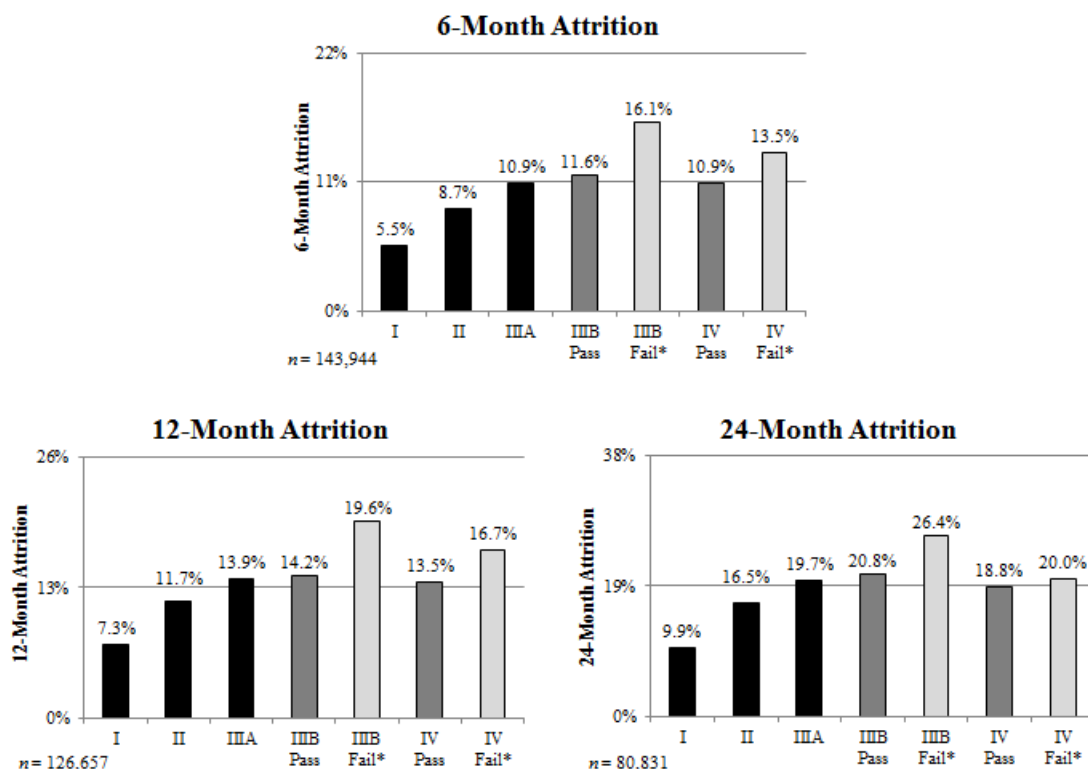 6-Month Attrition
22%
11%
0%
6-Month Attrition
5.5%
8.7%
10.9%
11.6%
16.1%
10.9%
13.5%
I II IIIA IIIB IIIB IV IV
Pass Fail* Pass Fail*
n = 143,944
12-Month Attrition
26%
13%
0%
12-Month Attrition
7.3%
11.7%
13.9%
14.2%
19.6%
13.5%
16.7%
I II IIIA IIIB IIIB IV IV
Pass Fail* Pass Fail*
n = 126,657
24-Month Attrition
38%
19%
0%
24-Month Attrition
9.9%
16.5%
19.7%
20.8%
26.4%
18.8%
20.0%
I II IIIA IIIB IIIB IV IV
Pass Fail* Pass Fail*
n = 80,831